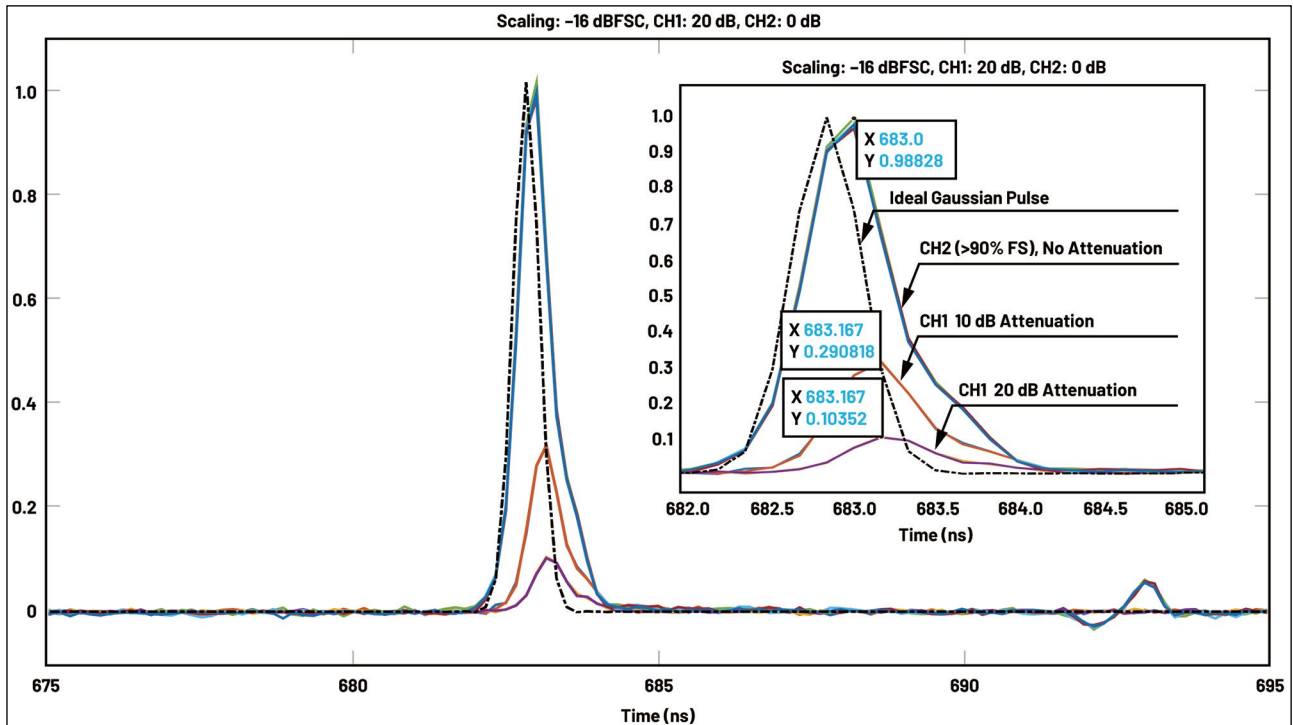 Scaling: –16 dBFSC, CH1: 20 dB, CH2: 0 dB
1.0
0.8
0.6
0.4
0.2
0
675
680
685
690
695
Time (ns)
Scaling: –16 dBFSC, CH1: 20 dB, CH2: 0 dB
1.0
0.9
0.8
0.7
0.6
0.5
0.4
0.3
0.2
0.1
X 683.0
Y 0.98828
Ideal Gaussian Pulse
CH2 (>90% FS), No Attenuation
X 683.167
Y 0.290818
CH1 10 dB Attenuation
X 683.167
Y 0.10352
CH1 20 dB Attenuation
682.0
682.5
683.0
683.5
684.0
684.5
685.0
Time (ns)